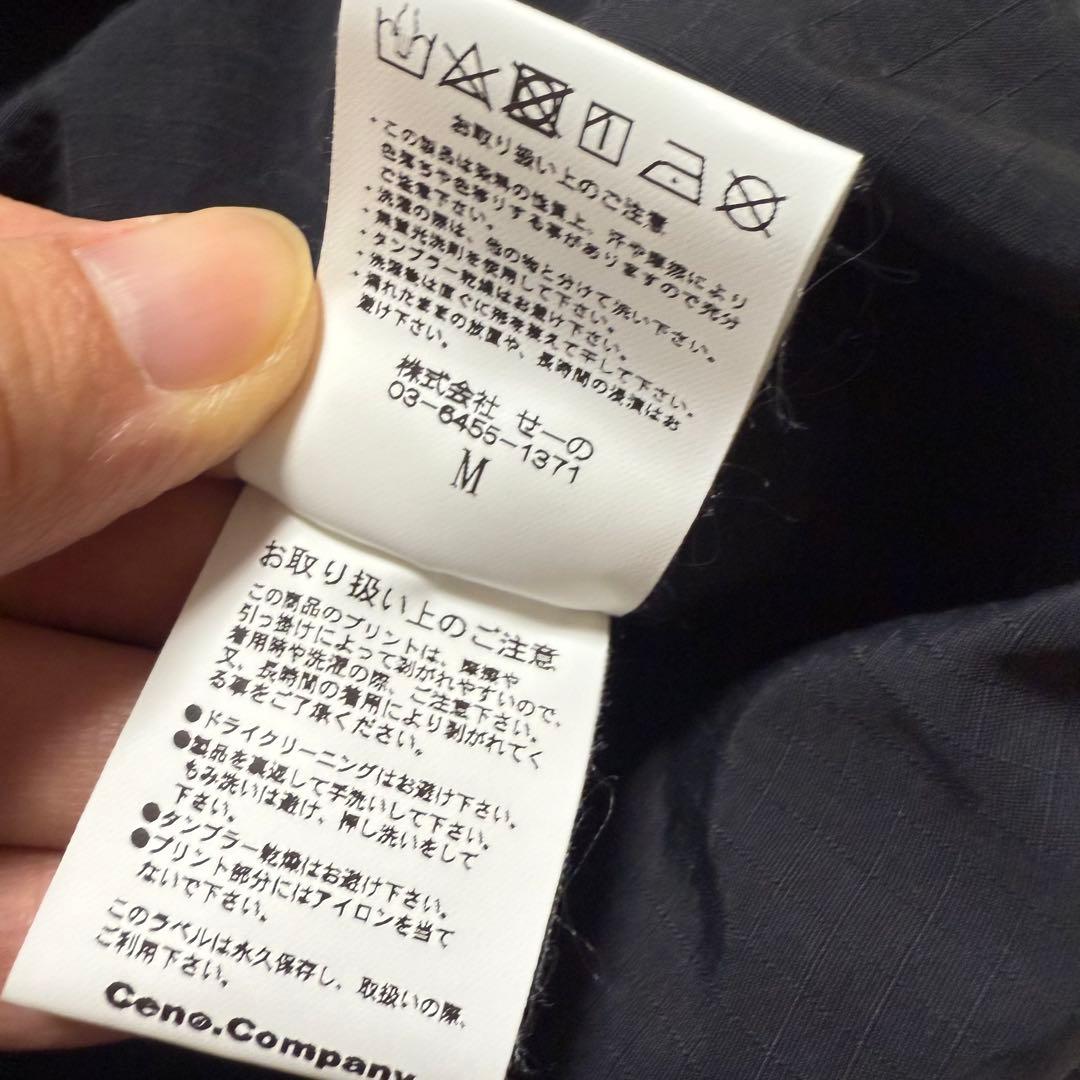 お取り扱い上のご注意
・この製品は染料の性質上、汗や摩擦により
色落ちや色移りする事がありますので充分
ご注意下さい。
・洗濯の際は、他の物と分けて洗い下さい。
・無蛍光洗剤を使用して下さい。
・タンブラー乾燥はお避け下さい。
・洗濯後は直ぐに形を整えて干して下さい。
・濡れたままの放置や、長時間の浸漬はお
避け下さい。
株式会社 せーの
03-6455-1371
M
お取り扱い上のご注意
この商品のプリントは、摩擦や
引っ掛けによって剥がれやすいので、
着用時や洗濯の際、ご注意下さい。
又、長時間の着用により剥がれてく
る事をご了承ください。
●ドライクリーニングはお避け下さい。
●製品を裏返して手洗いして下さい。
もみ洗いは避け、押し洗いをして
下さい。
●タンブラー乾燥はお避け下さい。
●プリント部分にはアイロンを当て
ないで下さい。
このラベルは永久保存し、取扱いの際、
ご利用下さい。
Ceno.Company